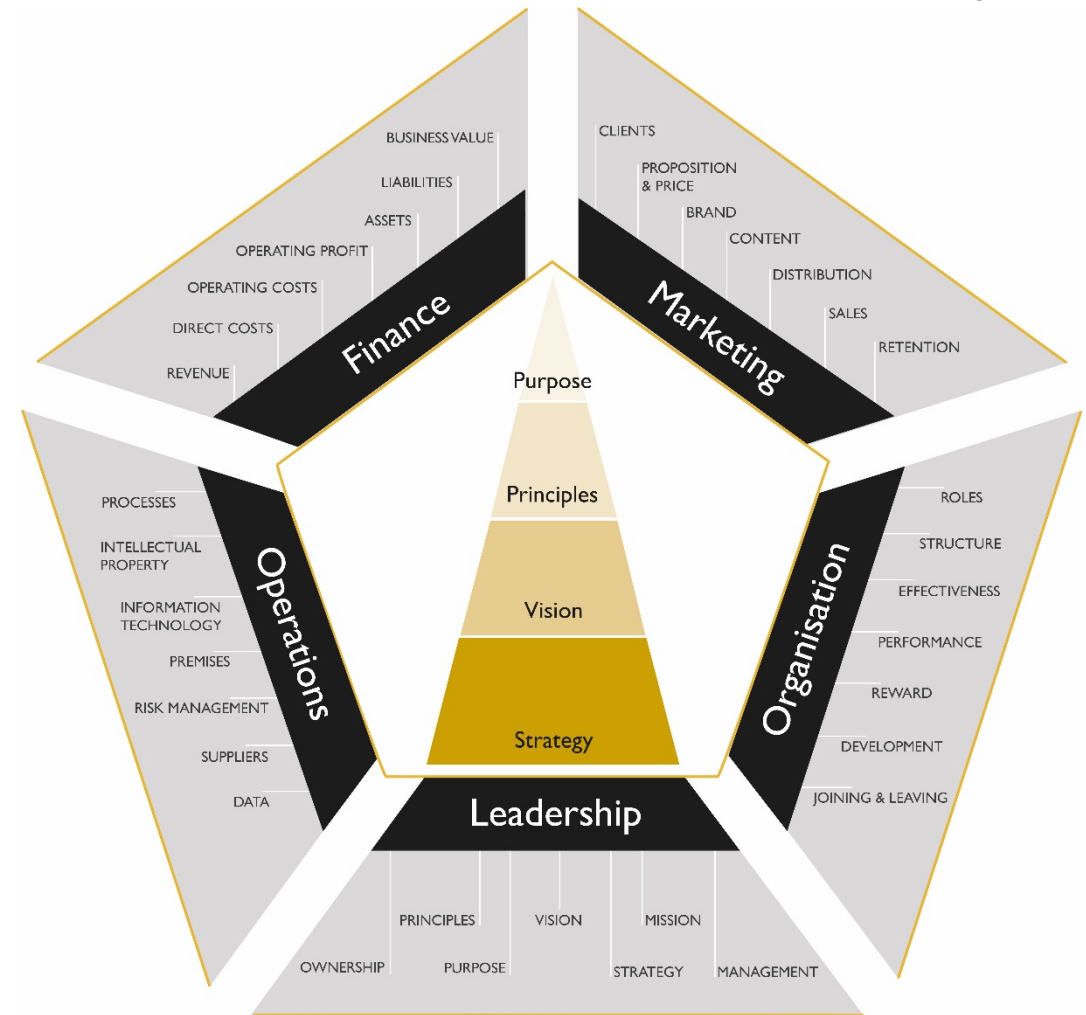 BUSINESS VALUE
LIABILITIES
ASSETS
OPERATING PROFIT
OPERATING COSTS
DIRECT COSTS
REVENUE
Finance
CLIENTS
PROPOSITION
& PRICE
BRAND
CONTENT
DISTRIBUTION
SALES
RETENTION
Marketing
Purpose
Principles
Vision
Strategy
PROCESSES
INTELLECTUAL
PROPERTY
INFORMATION
TECHNOLOGY
PREMISES
RISK MANAGEMENT
SUPPLIERS
DATA
Operations
ROLES
STRUCTURE
EFFECTIVENESS
PERFORMANCE
REWARD
DEVELOPMENT
JOINING & LEAVING
Organisation
Leadership
OWNERSHIP
PRINCIPLES
PURPOSE
VISION
STRATEGY
MISSION
MANAGEMENT